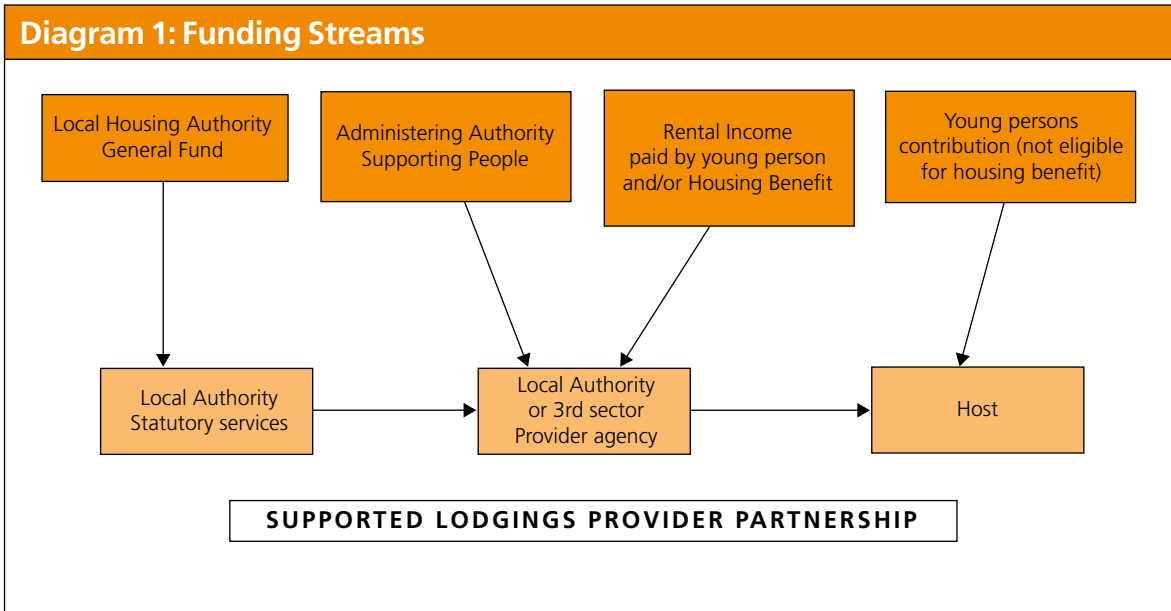 Diagram 1: Funding Streams
Local Housing Authority
General Fund
Administering Authority
Supporting People
Rental Income
paid by young person
and/or Housing Benefit
Young persons
contribution (not eligible
for housing benefit)
Local Authority
Statutory services
Local Authority
or 3rd sector
Provider agency
Host
SUPPORTED LODGINGS PROVIDER PARTNERSHIP